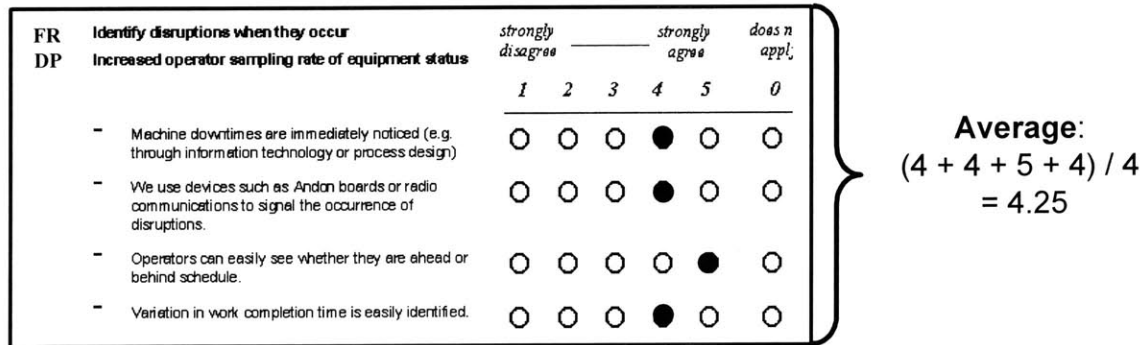 FR Identify disruptions when they occur strongly disagree strongly agree does n appl
DP Increased operator sampling rate of equipment status
1 2 3 4 5 0
- Machine downtimes are immediately noticed (e.g.
through information technology or process design)
- We use devices such as Andon boards or radio
communications to signal the occurrence of
disruptions.
- Operators can easily see whether they are ahead or
behind schedule.
- Variation in work completion time is easily identified.
Average:
(4 + 4 + 5 + 4) / 4
= 4.25